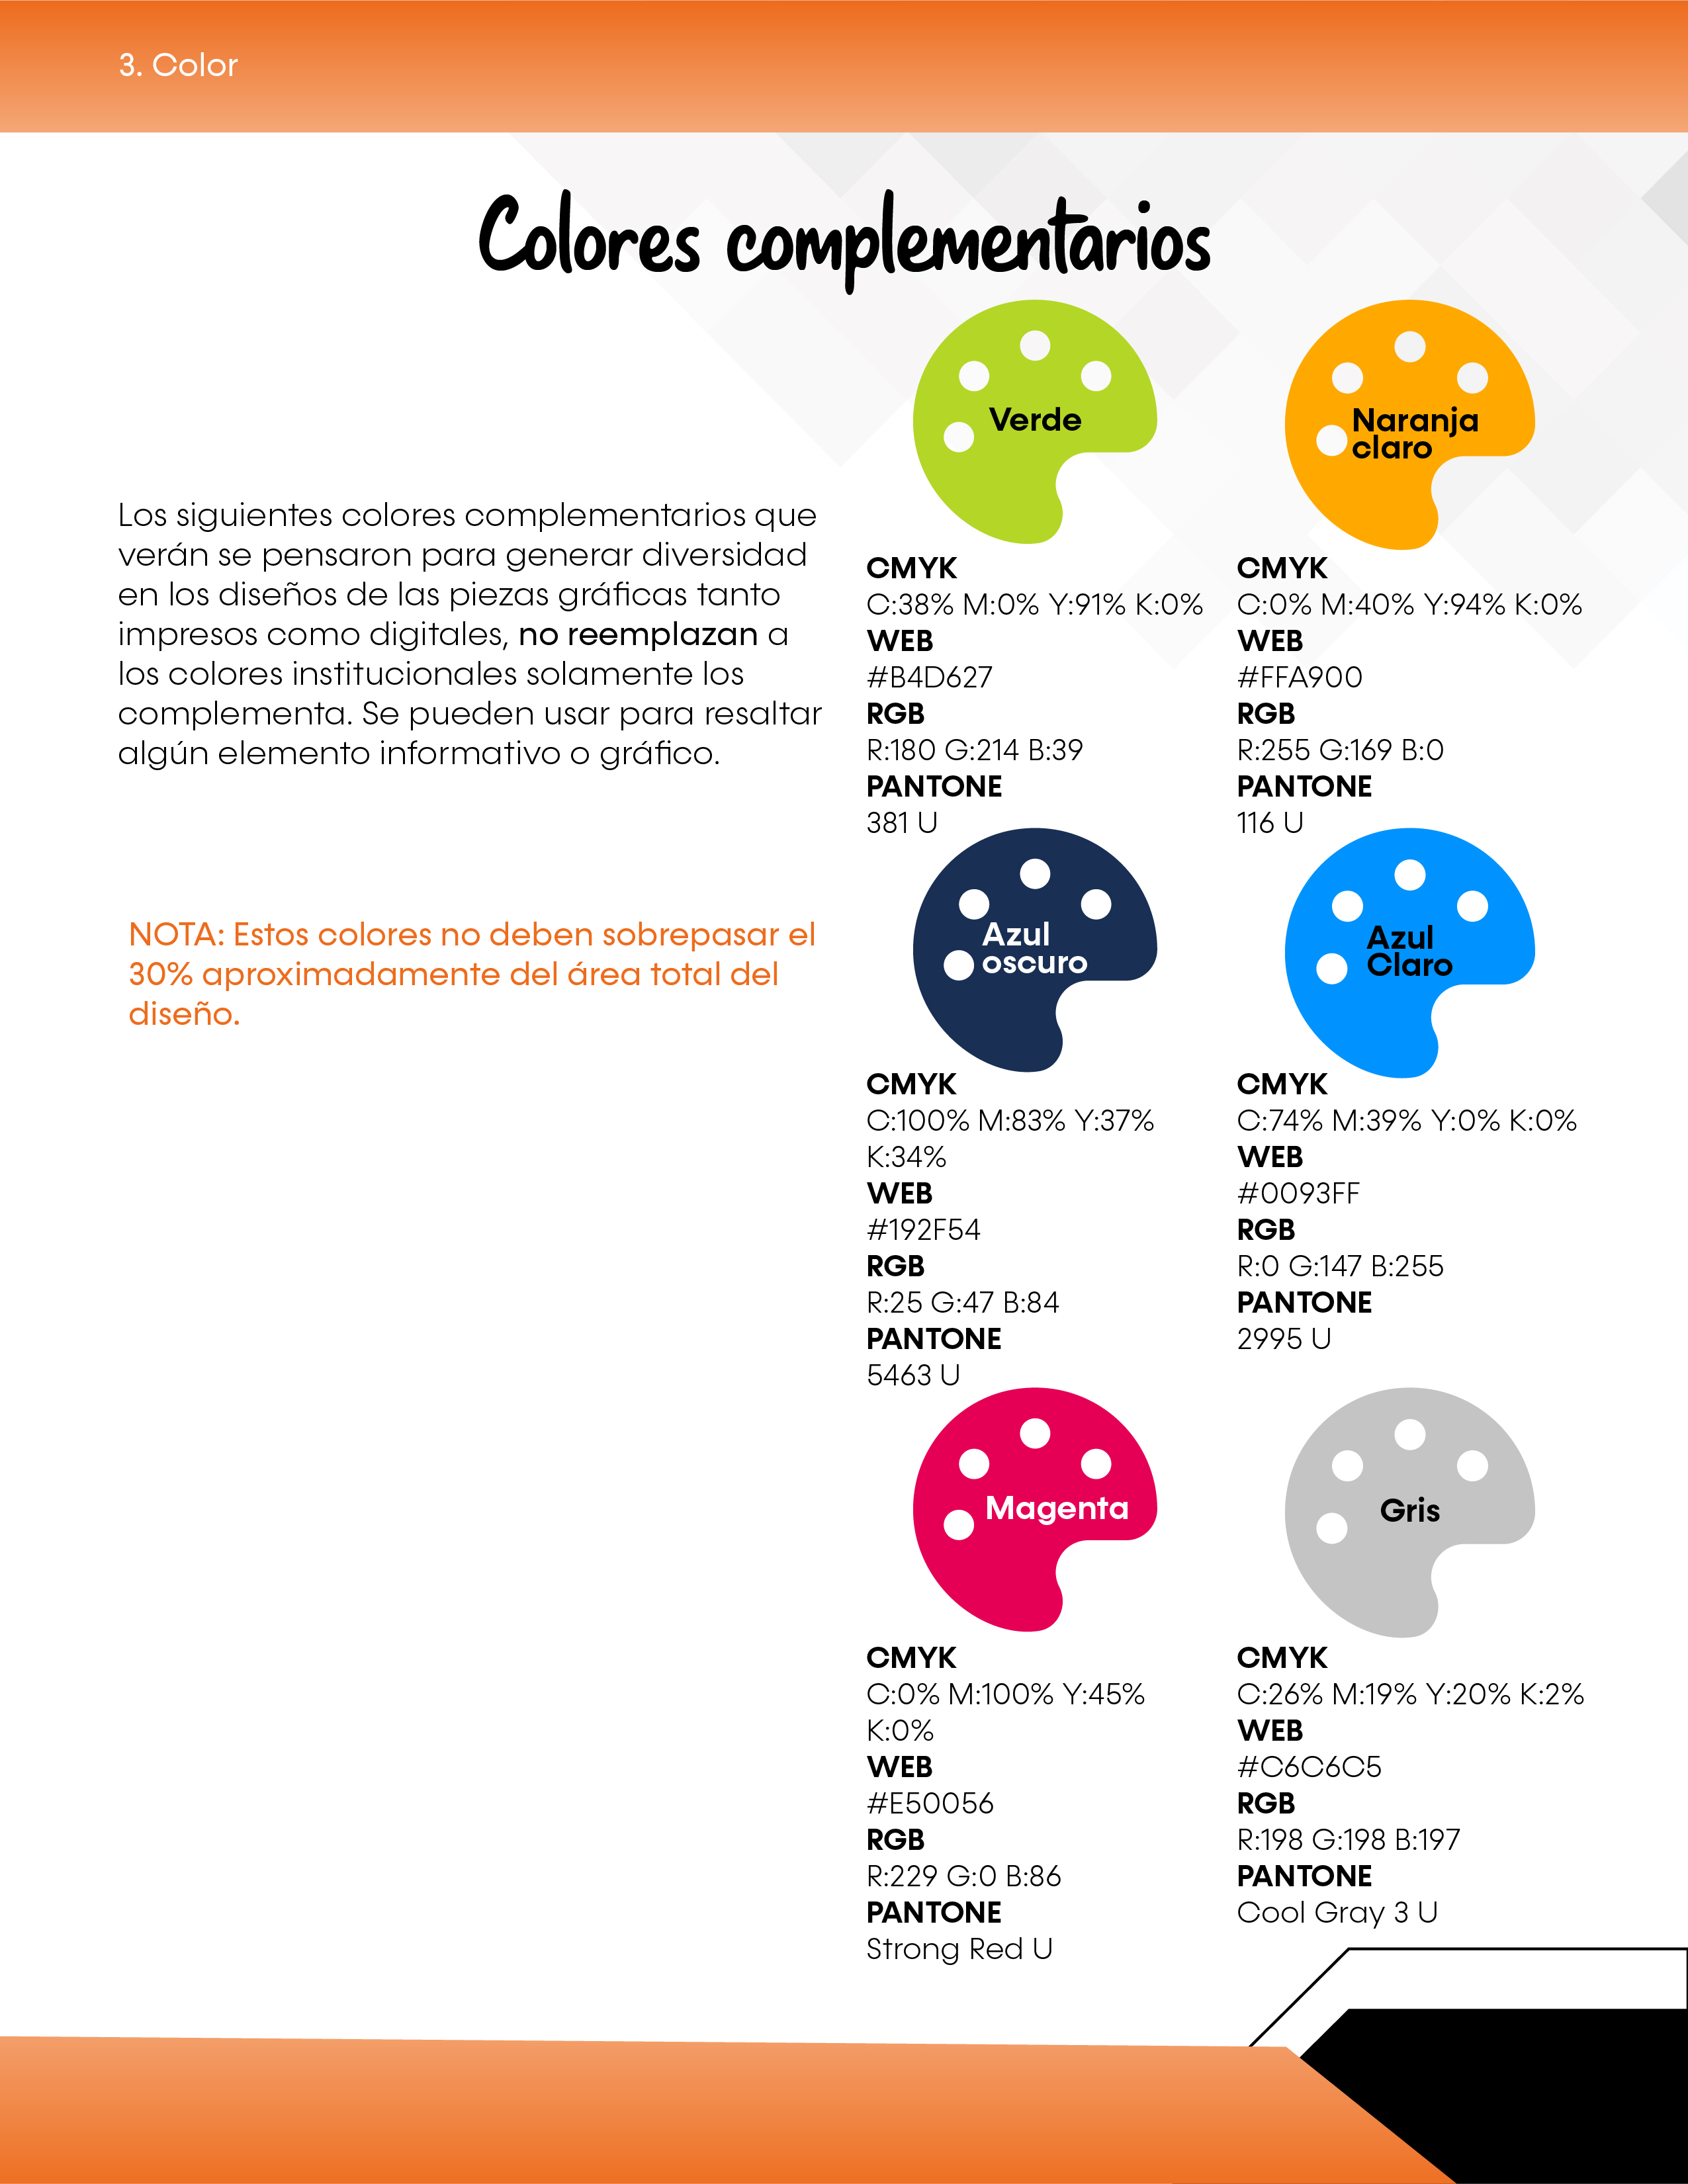 3. Color
Colores complementarios
Los siguientes colores complementarios que
verán se pensaron para generar diversidad
en los diseños de las piezas gráficas tanto
impresos como digitales, no reemplazan a
los colores institucionales solamente los
complementa. Se pueden usar para resaltar
algún elemento informativo o gráfico.
NOTA: Estos colores no deben sobrepasar el
30% aproximadamente del área total del
diseño.
Verde
CMYK
C:38% M:0% Y:91% K:0%
WEB
#B4D627
RGB
R:180 G:214 B:39
PANTONE
381 U
Naranja
claro
CMYK
C:0% M:40% Y:94% K:0%
WEB
#FFA900
RGB
R:255 G:169 B:0
PANTONE
116 U
Azul
oscuro
CMYK
C:100% M:83% Y:37%
K:34%
WEB
#192F54
RGB
R:25 G:47 B:84
PANTONE
5463 U
Azul
Claro
CMYK
C:74% M:39% Y:0% K:0%
WEB
#0093FF
RGB
R:0 G:147 B:255
PANTONE
2995 U
Magenta
CMYK
C:0% M:100% Y:45%
K:0%
WEB
#E50056
RGB
R:229 G:0 B:86
PANTONE
Strong Red U
Gris
CMYK
C:26% M:19% Y:20% K:2%
WEB
#C6C6C5
RGB
R:198 G:198 B:197
PANTONE
Cool Gray 3 U